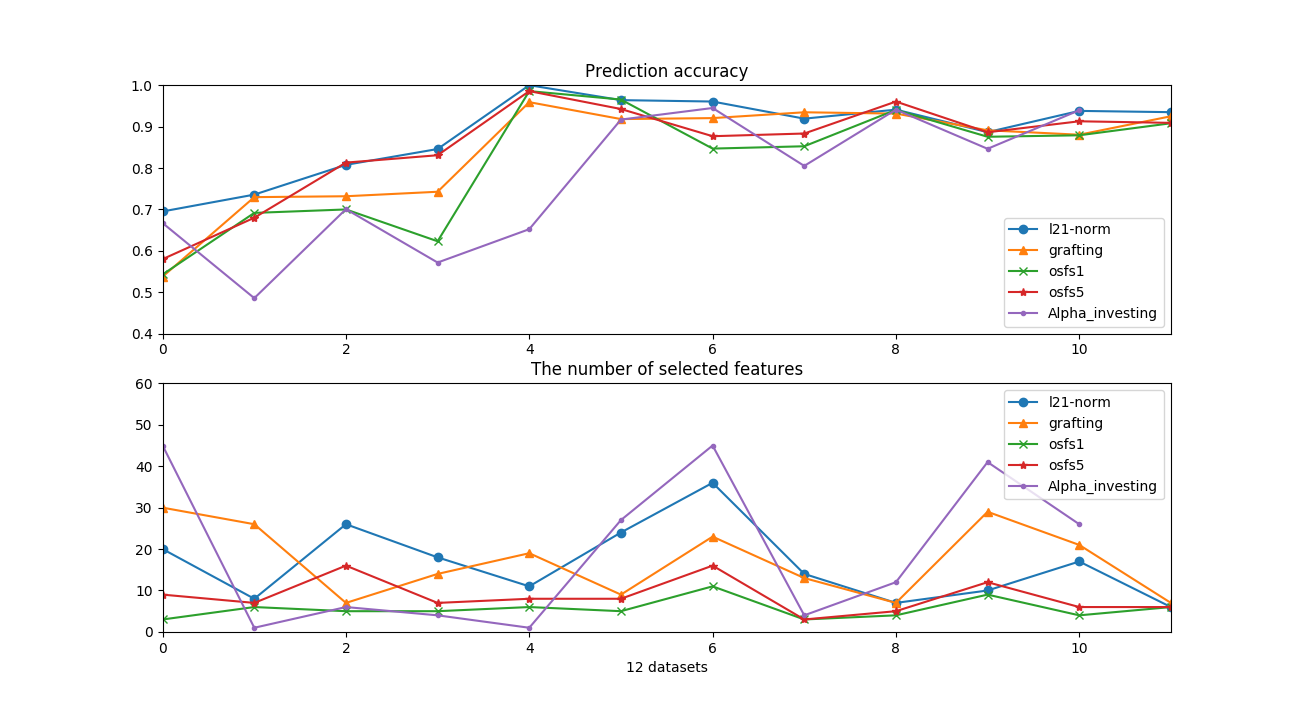 Prediction accuracy
1.0
0.9
0.8
0.7
0.6
0.5
0.4
0 2 4 6 8 10
l21-norm
grafting
osfs1
osfs5
Alpha_investing
The number of selected features
60
50
40
30
20
10
0
0 2 4 6 8 10
l21-norm
grafting
osfs1
osfs5
Alpha_investing
12 datasets